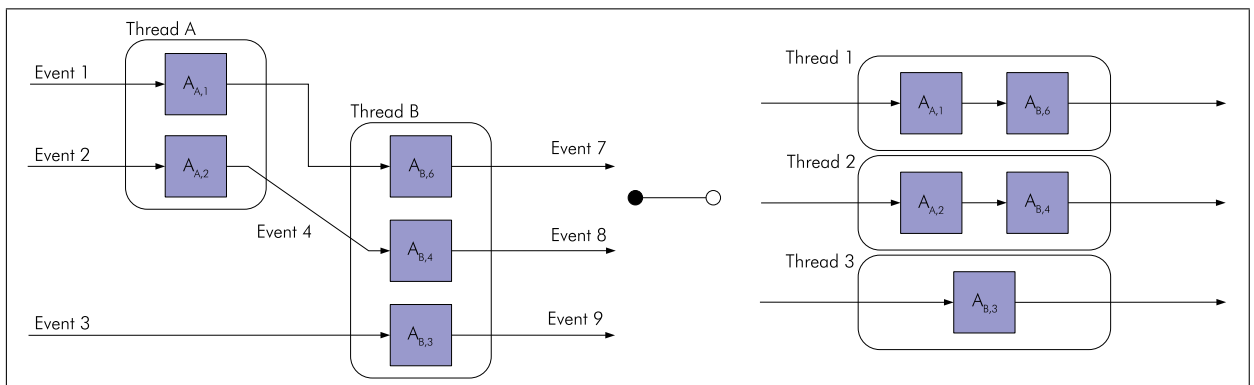 Thread A
Event 1
A_A,1
Event 2
A_A,2
Event 4
Event 3
Thread B
A_B,6
Event 7
A_B,4
Event 8
A_B,3
Event 9
Thread 1
A_A,1
A_B,6
Thread 2
A_A,2
A_B,4
Thread 3
A_B,3